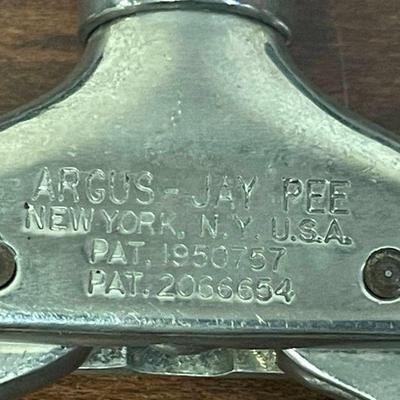 ARGUS-JAY PEE
NEW YORK, N.Y. U.S.A.
PAT. 1950757
PAT. 2066654